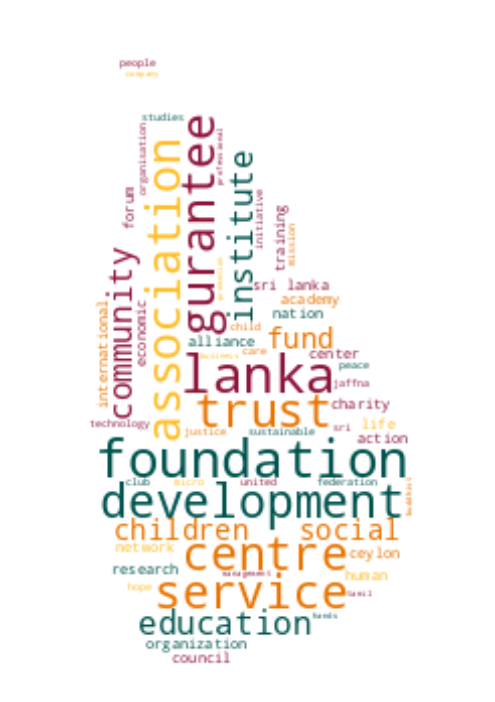 people
company
studies
organisation
association
gurantee
professional
institute
initiative
forum
training
mission
community
promotion
sri lanka
academy
international
economic
nation
child
fund
alliance
care
business
center
peace
lanka
jaffna
trust
charity
technology
justice
sustainable
sri
life
action
foundation
club
micro
united
federation
buddhist
development
children
social
network
centre
ceylon
research
management
human
hope
service
tamil
education
hands
organization
council